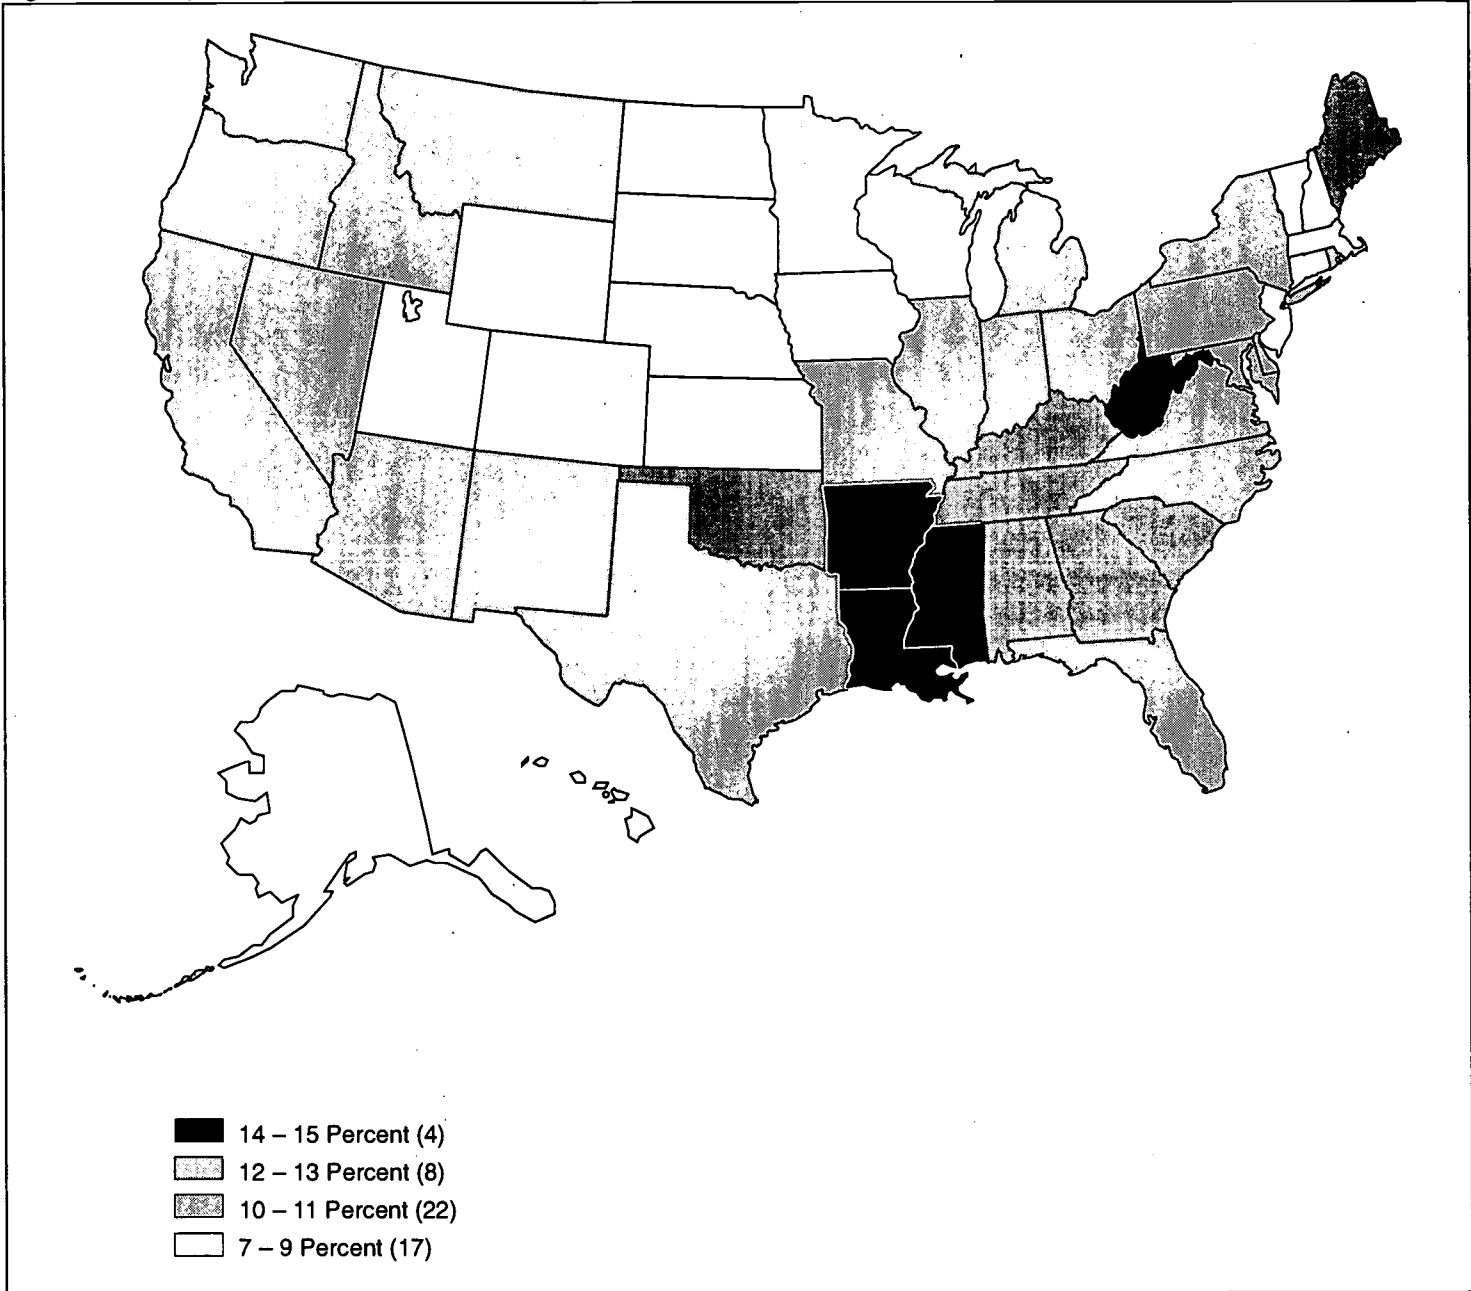 14 – 15 Percent (4)
12 – 13 Percent (8)
10 – 11 Percent (22)
7 – 9 Percent (17)